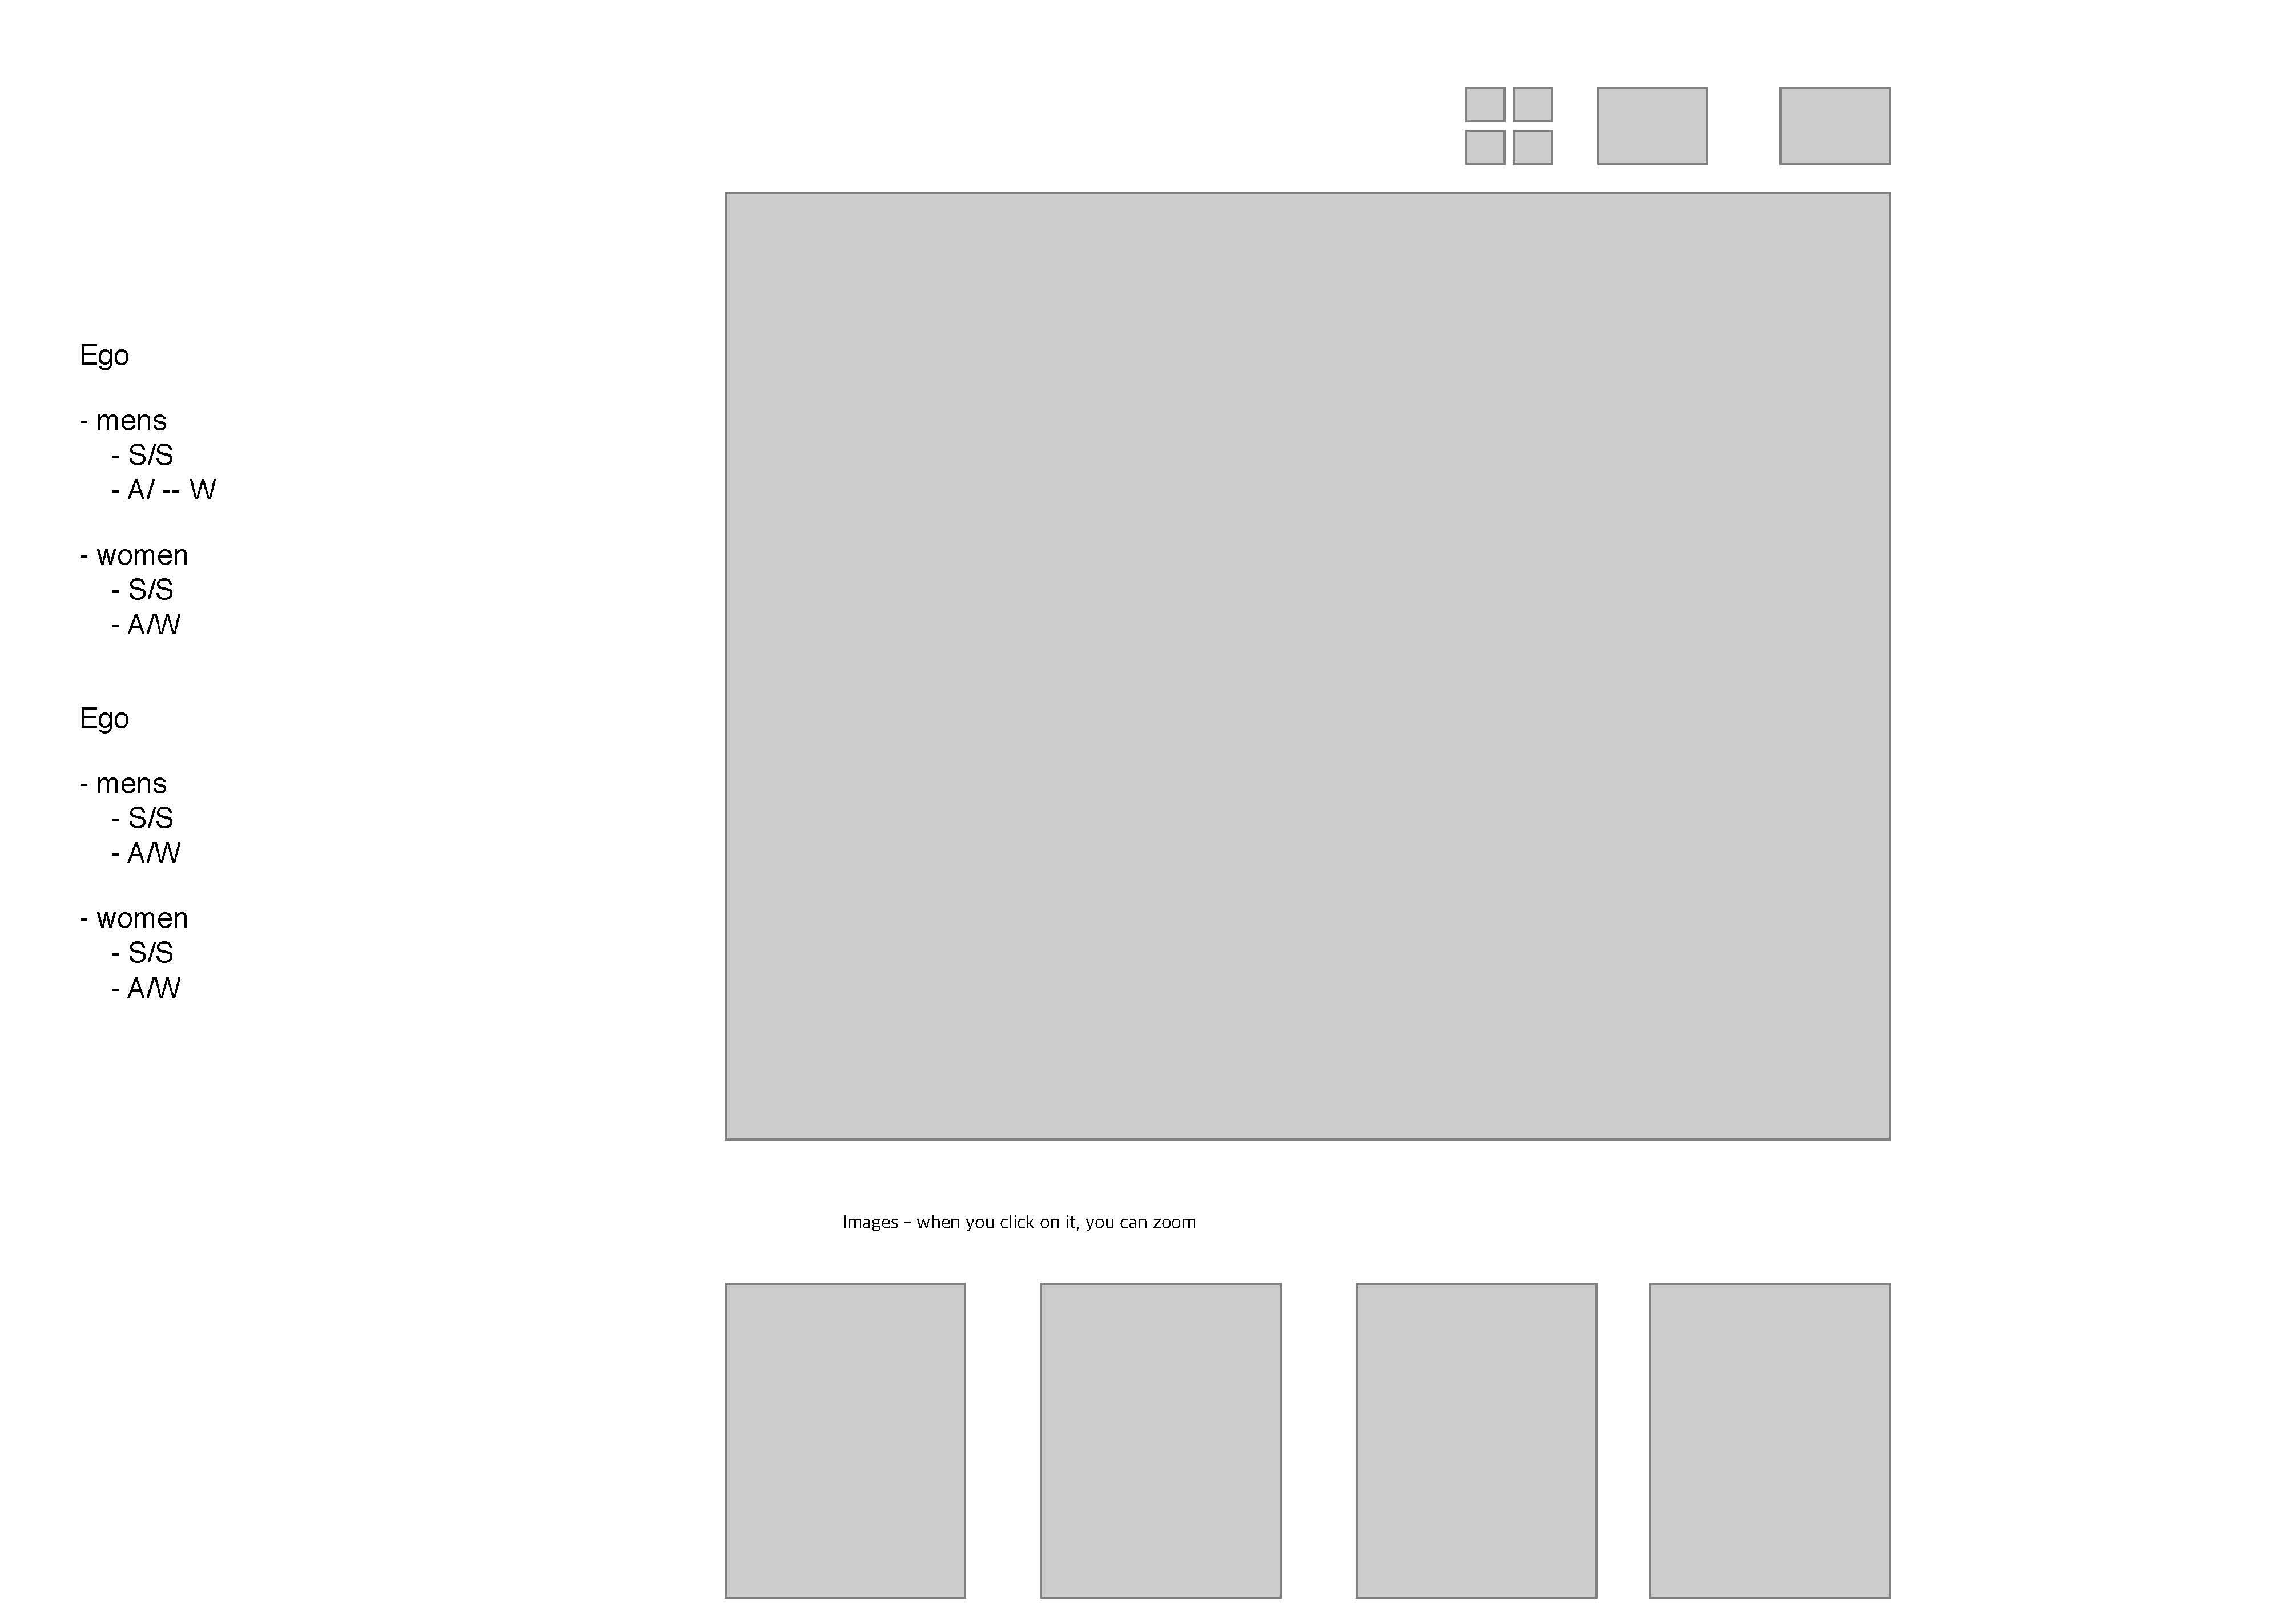 Ego
- mens
- S/S
- A/ -- W
- women
- S/S
- A/W
Ego
- mens
- S/S
- A/W
- women
- S/S
- A/W
Images – when you click on it, you can zoom